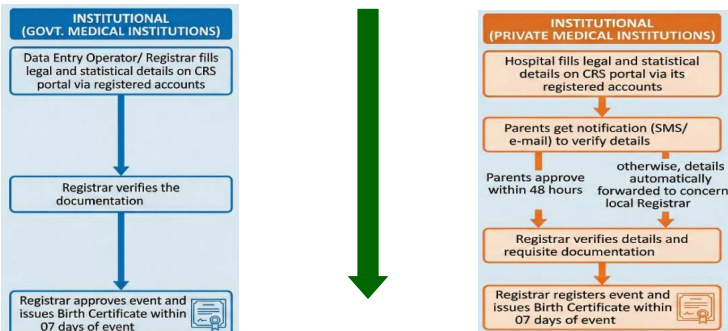 INSTITUTIONAL
(GOVT. MEDICAL INSTITUTIONS)
Data Entry Operator/ Registrar fills
legal and statistical details on CRS
portal via registered accounts
Registrar verifies the
documentation
Registrar approves event and
issues Birth Certificate within
07 days of event
INSTITUTIONAL
(PRIVATE MEDICAL INSTITUTIONS)
Hospital fills legal and statistical
details on CRS portal via its
registered accounts
Parents get notification (SMS/
e-mail) to verify details
Parents approve
within 48 hours
otherwise, details
automatically
forwarded to concern
local Registrar
Registrar verifies details and
requisite documentation
Registrar registers event and
issues Birth Certificate within
07 days of event